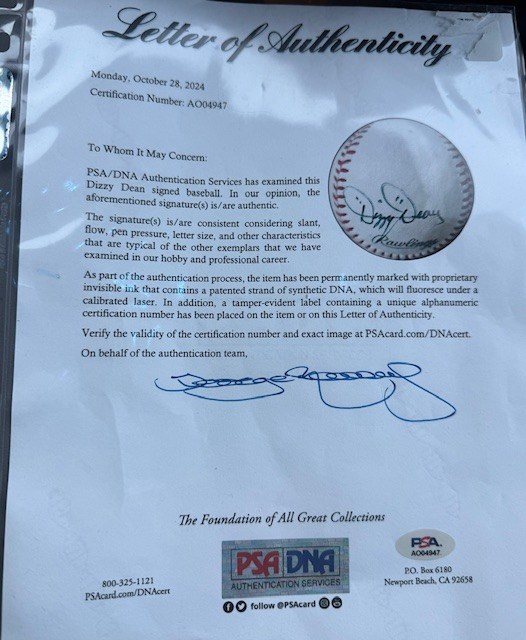 Letter of Authenticity
Monday, October 28, 2024
Certification Number: AO04947
To Whom It May Concern:
PSA/DNA Authentication Services has examined this
Dizzy Dean signed baseball. In our opinion, the
aforementioned signature(s) is/are authentic.
The signature(s) is/are consistent considering slant,
flow, pen pressure, letter size, and other characteristics
that are typical of the other exemplars that we have
examined in our hobby and professional career.
Dizzy Dean
Rawlings
As part of the authentication process, the item has been permanently marked with proprietary
invisible ink that contains a patented strand of synthetic DNA, which will fluoresce under a
calibrated laser. In addition, a tamper-evident label containing a unique alphanumeric
certification number has been placed on the item or on this Letter of Authenticity.
Verify the validity of the certification number and exact image at PSAcard.com/DNAcert.
On behalf of the authentication team,
The Foundation of All Great Collections
800-325-1121
PSAcard.com/DNAcert
PSA DNA
AUTHENTICATION SERVICES
follow @PSAcard
PSA
AO04947
P.O. Box 6180
Newport Beach, CA 92658